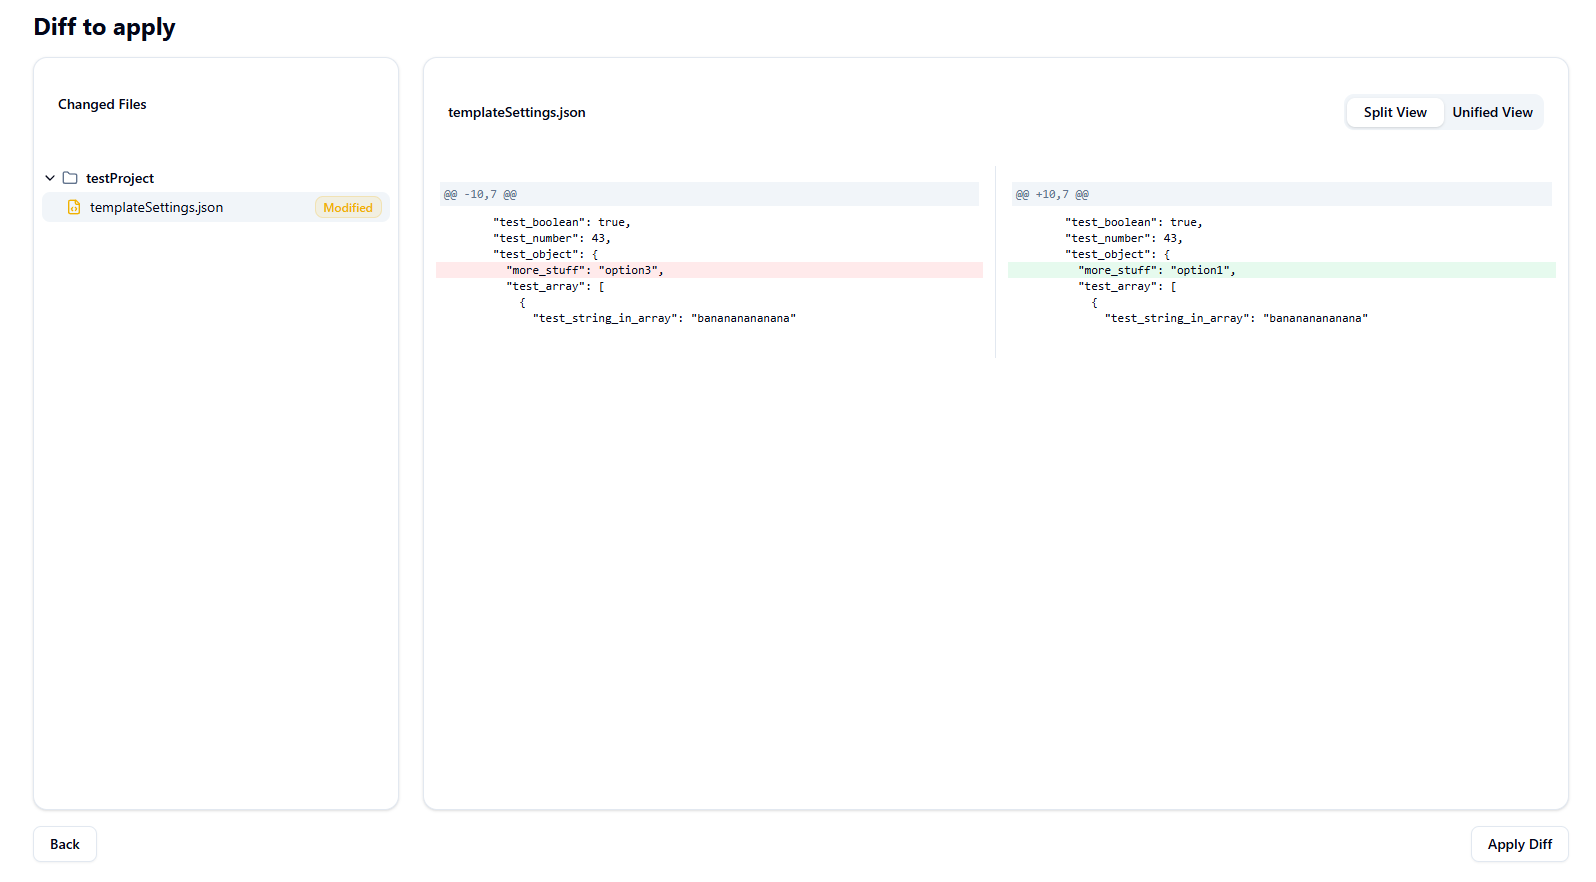 Diff to apply
Changed Files
testProject
templateSettings.json Modified
templateSettings.json Split View Unified View
@@ -10,7 @@
"test_boolean": true,
"test_number": 43,
"test_object": {
"more_stuff": "option3",
"test_array": [
{
"test_string_in_array": "banananananana"
@@ +10,7 @@
"test_boolean": true,
"test_number": 43,
"test_object": {
"more_stuff": "option1",
"test_array": [
{
"test_string_in_array": "banananananana"
Back
Apply Diff